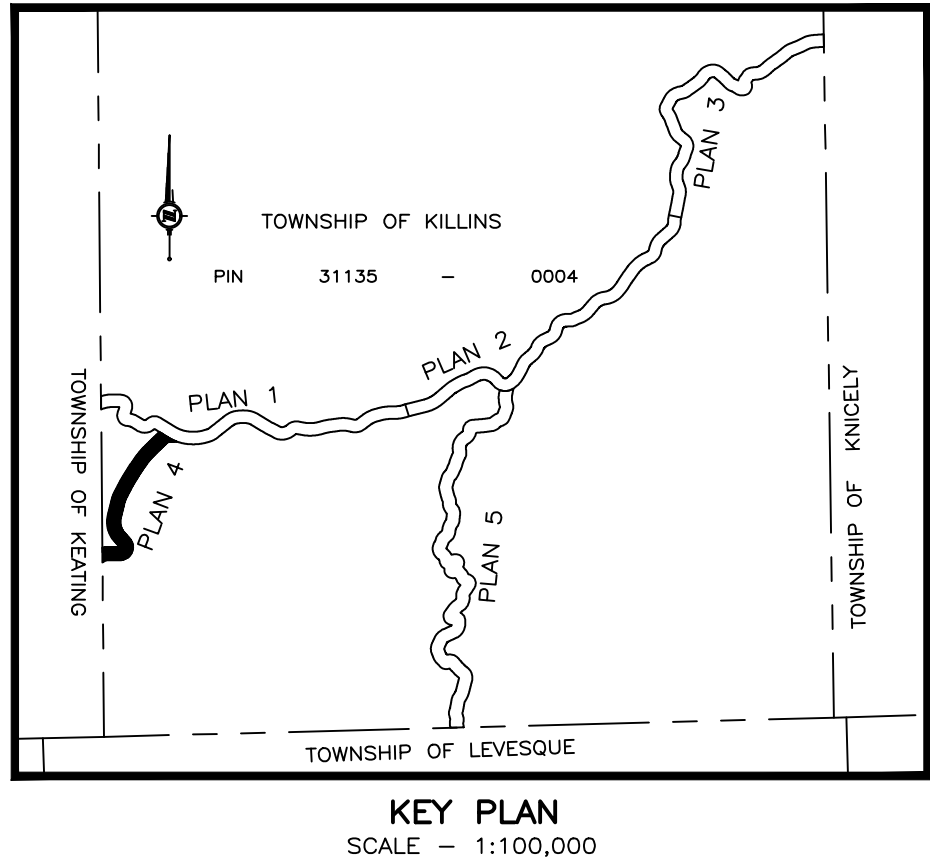 PLAN 3
TOWNSHIP OF KILLINS
PIN 31135 – 0004
PLAN 2
PLAN 1
TOWNSHIP OF KEATING
TOWNSHIP OF KNICELY
PLAN 4
PLAN 5
TOWNSHIP OF LEVESQUE
KEY PLAN
SCALE – 1:100,000